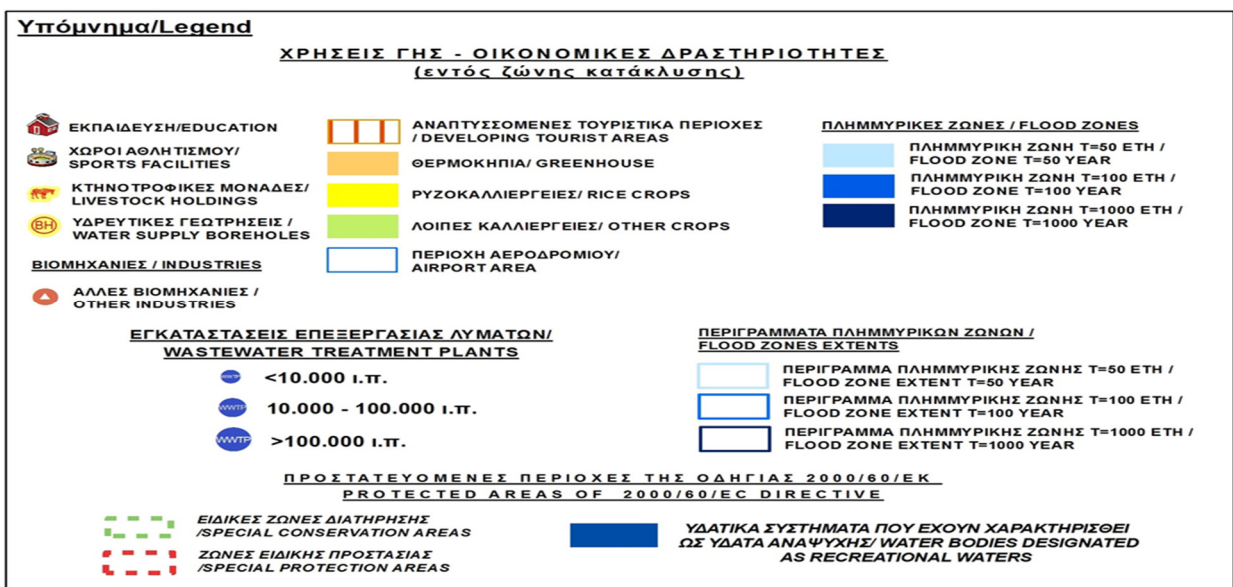 Υπόμνημα/Legend
ΧΡΗΣΕΙΣ ΓΗΣ - ΟΙΚΟΝΟΜΙΚΕΣ ΔΡΑΣΤΗΡΙΟΤΗΤΕΣ
(εντός ζώνης κατάκλυσης)
ΕΚΠΑΙΔΕΥΣΗ/EDUCATION
ΧΩΡΟΙ ΑΘΛΗΤΙΣΜΟΥ/
SPORTS FACILITIES
ΚΤΗΝΟΤΡΟΦΙΚΕΣ ΜΟΝΑΔΕΣ/
LIVESTOCK HOLDINGS
BH
ΥΔΡΕΥΤΙΚΕΣ ΓΕΩΤΡΗΣΕΙΣ /
WATER SUPPLY BOREHOLES
ΒΙΟΜΗΧΑΝΙΕΣ / INDUSTRIES
ΑΛΛΕΣ ΒΙΟΜΗΧΑΝΙΕΣ /
OTHER INDUSTRIES
ΑΝΑΠΤΥΣΣΟΜΕΝΕΣ ΤΟΥΡΙΣΤΙΚΑ ΠΕΡΙΟΧΕΣ
/ DEVELOPING TOURIST AREAS
ΘΕΡΜΟΚΗΠΙΑ/ GREENHOUSE
ΡΥΖΟΚΑΛΛΙΕΡΓΕΙΕΣ/ RICE CROPS
ΛΟΙΠΕΣ ΚΑΛΛΙΕΡΓΕΙΕΣ/ OTHER CROPS
ΠΕΡΙΟΧΗ ΑΕΡΟΔΡΟΜΙΟΥ/
AIRPORT AREA
ΠΛΗΜΜΥΡΙΚΕΣ ΖΩΝΕΣ / FLOOD ZONES
ΠΛΗΜΜΥΡΙΚΗ ΖΩΝΗ T=50 ΕΤΗ /
FLOOD ZONE T=50 YEAR
ΠΛΗΜΜΥΡΙΚΗ ΖΩΝΗ T=100 ΕΤΗ /
FLOOD ZONE T=100 YEAR
ΠΛΗΜΜΥΡΙΚΗ ΖΩΝΗ T=1000 ΕΤΗ /
FLOOD ZONE T=1000 YEAR
ΕΓΚΑΤΑΣΤΑΣΕΙΣ ΕΠΕΞΕΡΓΑΣΙΑΣ ΛΥΜΑΤΩΝ/
WASTEWATER TREATMENT PLANTS
WWTP
<10.000 ι.π.
WWTP
10.000 - 100.000 ι.π.
WWTP
>100.000 ι.π.
ΠΕΡΙΓΡΑΜΜΑΤΑ ΠΛΗΜΜΥΡΙΚΩΝ ΖΩΝΩΝ /
FLOOD ZONES EXTENTS
ΠΕΡΙΓΡΑΜΜΑ ΠΛΗΜΜΥΡΙΚΗΣ ΖΩΝΗΣ T=50 ΕΤΗ /
FLOOD ZONE EXTENT T=50 YEAR
ΠΕΡΙΓΡΑΜΜΑ ΠΛΗΜΜΥΡΙΚΗΣ ΖΩΝΗΣ T=100 ΕΤΗ /
FLOOD ZONE EXTENT T=100 YEAR
ΠΕΡΙΓΡΑΜΜΑ ΠΛΗΜΜΥΡΙΚΗΣ ΖΩΝΗΣ T=1000 ΕΤΗ /
FLOOD ZONE EXTENT T=1000 YEAR
ΠΡΟΣΤΑΤΕΥΟΜΕΝΕΣ ΠΕΡΙΟΧΕΣ ΤΗΣ ΟΔΗΓΙΑΣ 2000/60/ΕΚ
PROTECTED AREAS OF 2000/60/EC DIRECTIVE
ΕΙΔΙΚΕΣ ΖΩΝΕΣ ΔΙΑΤΗΡΗΣΗΣ
/SPECIAL CONSERVATION AREAS
ΖΩΝΕΣ ΕΙΔΙΚΗΣ ΠΡΟΣΤΑΣΙΑΣ
/SPECIAL PROTECTION AREAS
ΥΔΑΤΙΚΑ ΣΥΣΤΗΜΑΤΑ ΠΟΥ ΕΧΟΥΝ ΧΑΡΑΚΤΗΡΙΣΘΕΙ
ΩΣ ΥΔΑΤΑ ΑΝΑΨΥΧΗΣ/ WATER BODIES DESIGNATED
AS RECREATIONAL WATERS